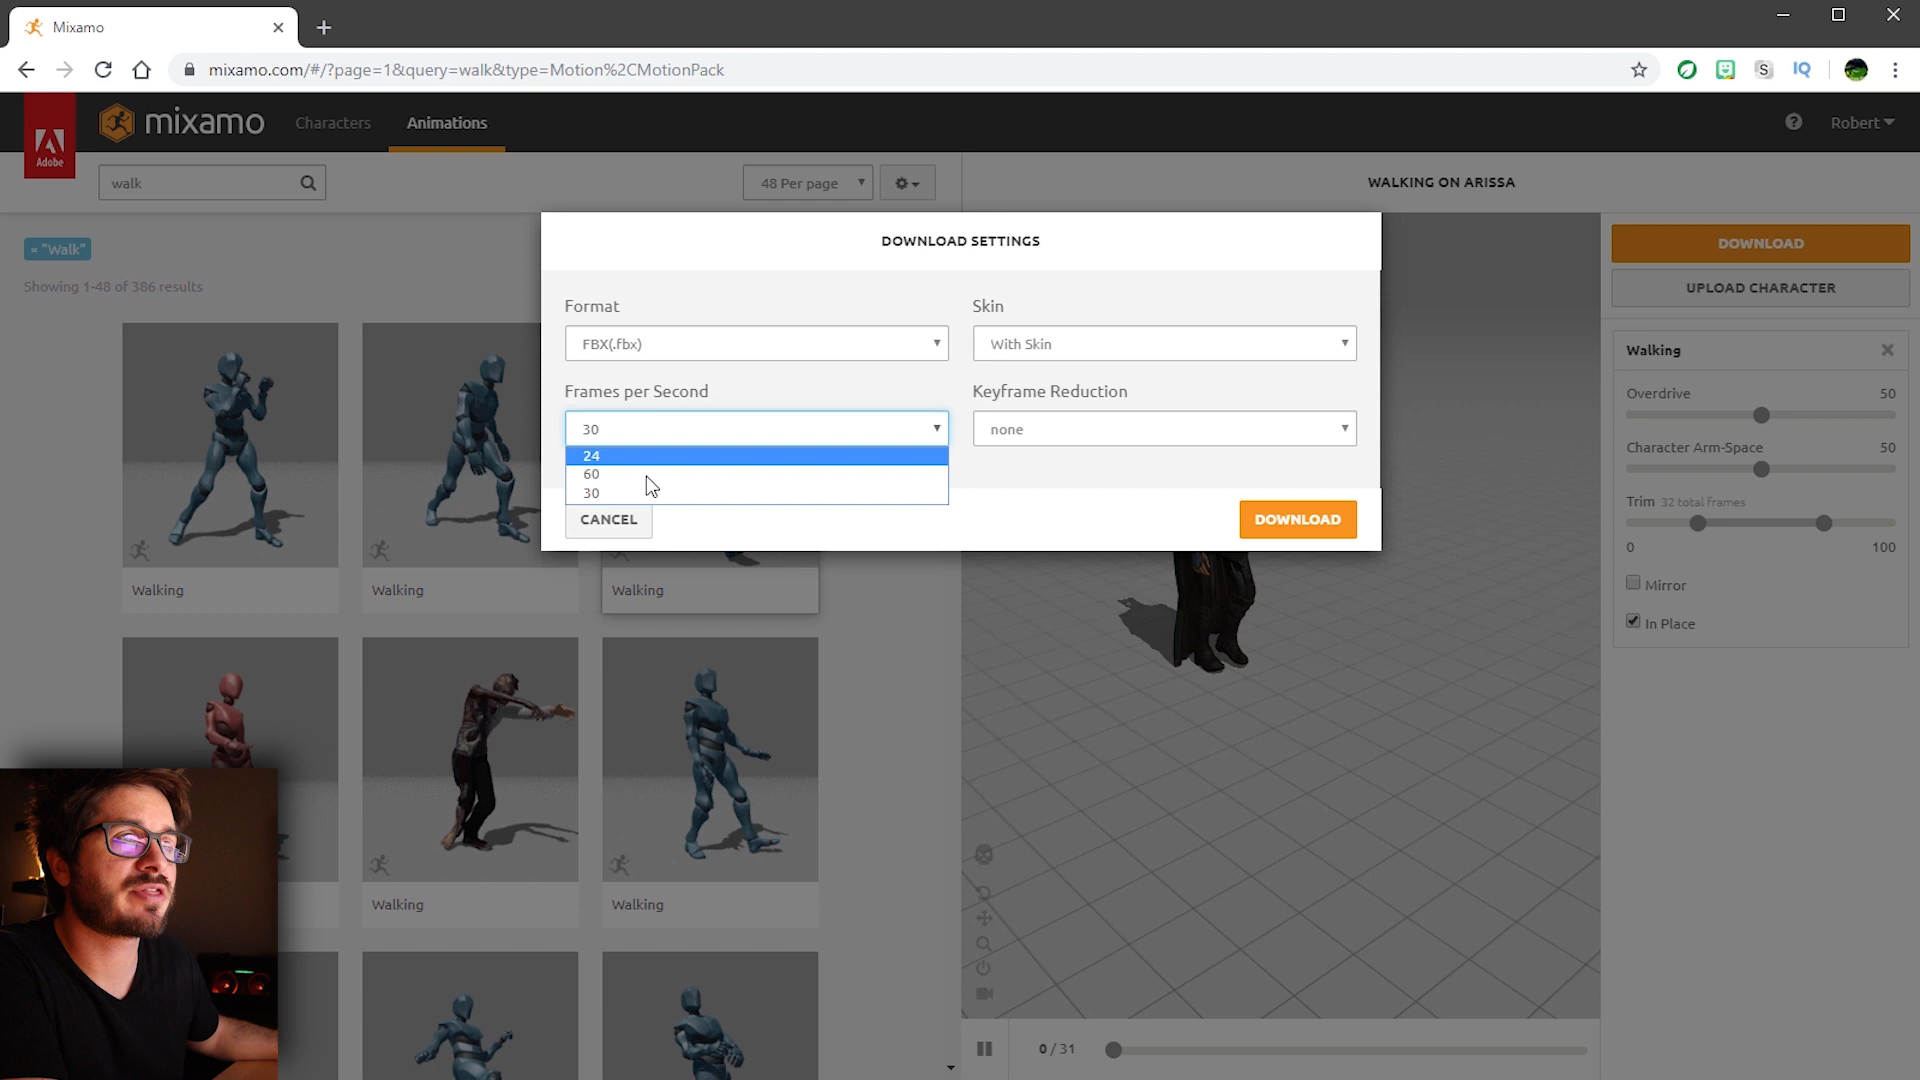 Mixamo
mixamo.com/#/?page=1&query=walk&type=Motion%2CMotionPack
S
IQ
Adobe
mixamo
Characters
Animations
Robert
walk
48 Per page
WALKING ON ARISSA
= "Walk"
Showing 1-48 of 386 results
DOWNLOAD SETTINGS
Format
FBX(.fbx)
Skin
With Skin
Frames per Second
30
24
60
30
Keyframe Reduction
none
CANCEL
DOWNLOAD
DOWNLOAD
UPLOAD CHARACTER
Walking
Overdrive 50
Character Arm-Space 50
Trim 32 total frames
0 100
Mirror
In Place
Walking
Walking
Walking
Walking
Walking
0 / 31